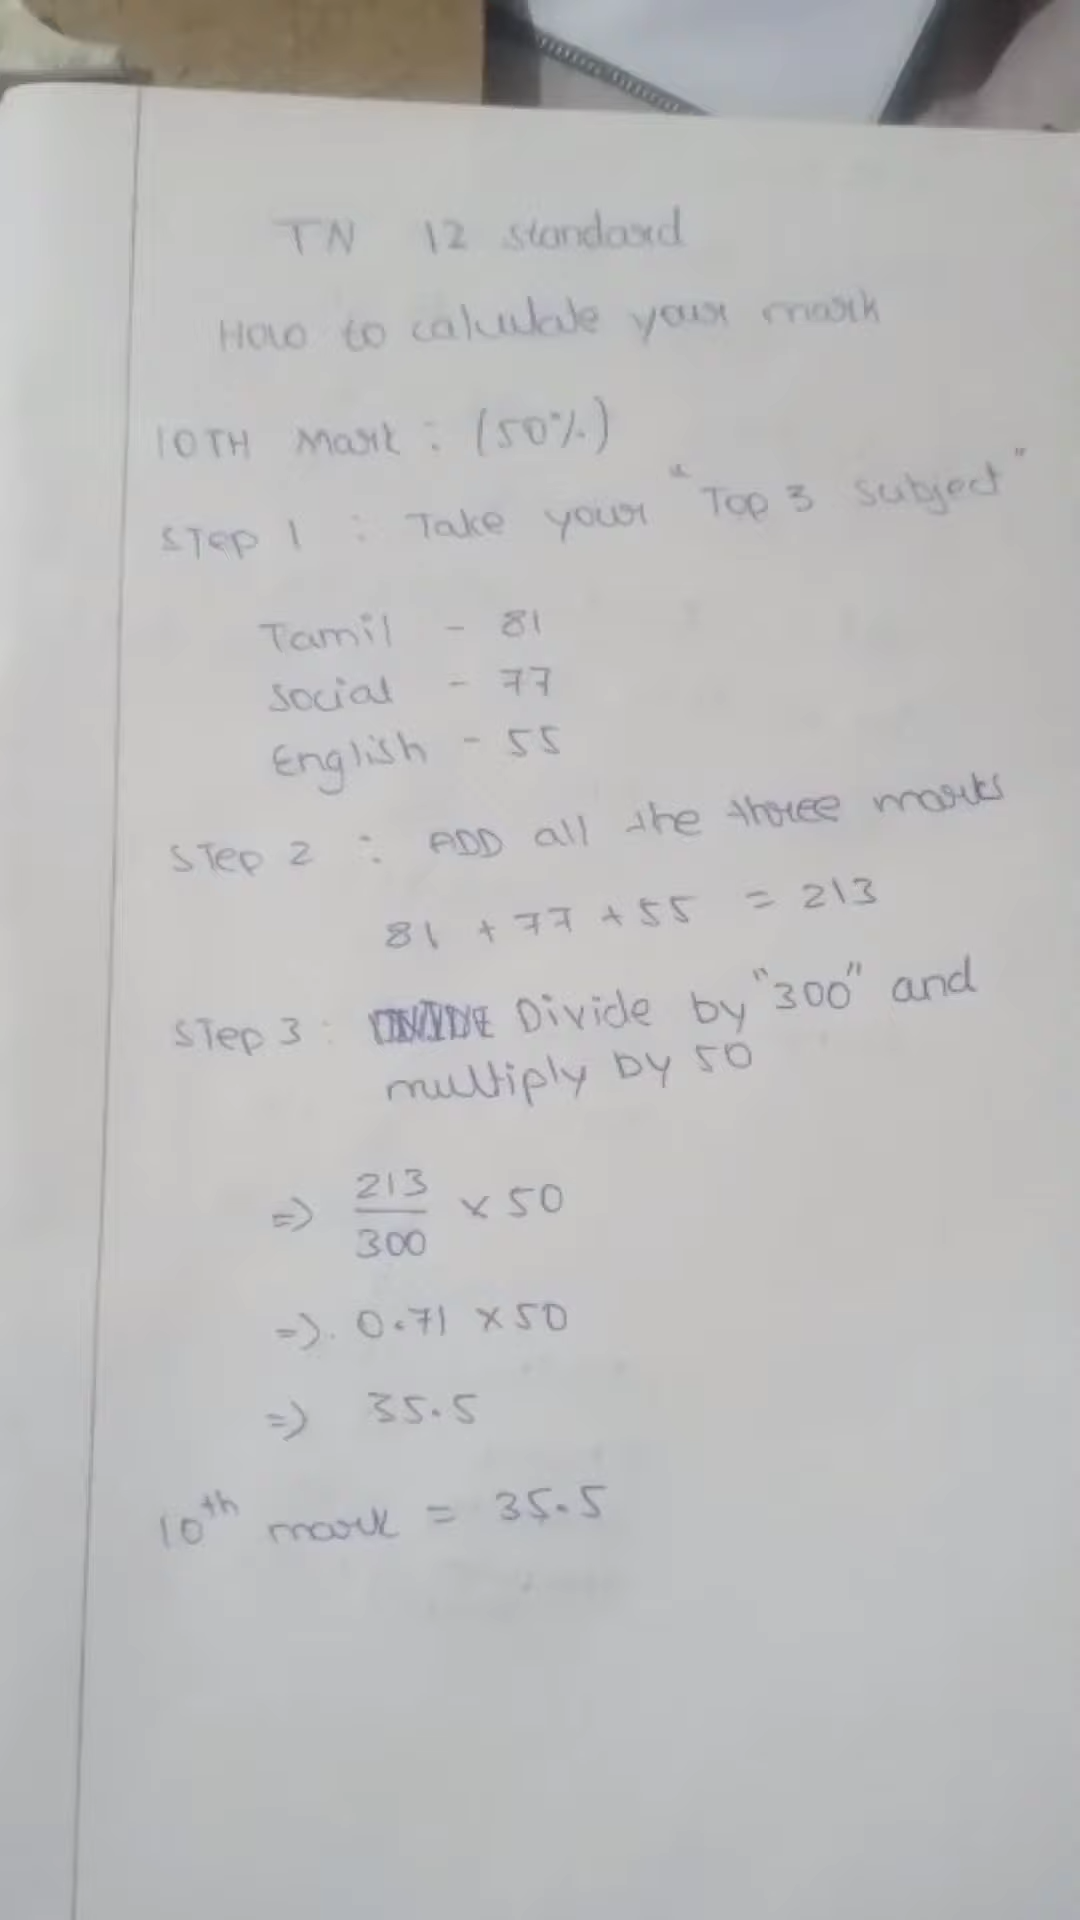 TN 12 standard
How to calculate your mark
10TH Mark : (50%)
STep 1 : Take your "Top 3 subject"
Tamil - 81
Social - 77
English - 55
STep 2 : ADD all the three marks
81 + 77 + 55 = 213
STep 3 : Divide by "300" and
multiply by 50
=> 213/300 x 50
=>. 0.71 x 50
=> 35.5
10th mark = 35.5